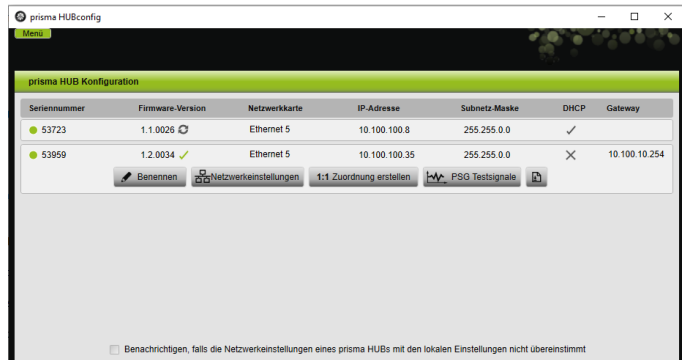 prisma HUBconfig
Menü
prisma HUB Konfiguration
Seriennummer Firmware-Version Netzwerkkarte IP-Adresse Subnetz-Maske DHCP Gateway
53723 1.1.0026 Ethernet 5 10.100.100.8 255.255.0.0
53959 1.2.0034 Ethernet 5 10.100.100.35 255.255.0.0 10.100.10.254
Benennen Netzwerkeinstellungen 1:1 Zuordnung erstellen PSG Testsignale
Benachrichtigen, falls die Netzwerkeinstellungen eines prisma HUBs mit den lokalen Einstellungen nicht übereinstimmt